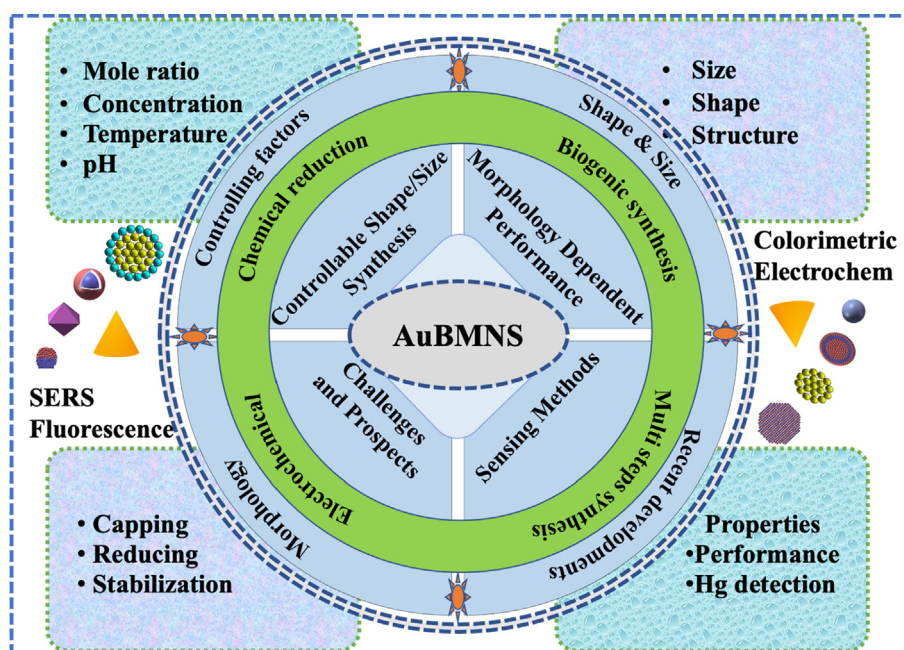 • Mole ratio
• Concentration
• Temperature
• pH
• Size
• Shape
• Structure
Controlling factors
Shape & Size
Chemical reduction
Biogenic synthesis
Controllable Shape/Size
Synthesis
Morphology Dependent
Performance
Colorimetric
Electrochem
AuBMNS
SERS
Fluorescence
Challenges
and Prospects
Sensing Methods
Electrochemical
Multi steps synthesis
Morphology
Recent developments
• Capping
• Reducing
• Stabilization
Properties
•Performance
•Hg detection